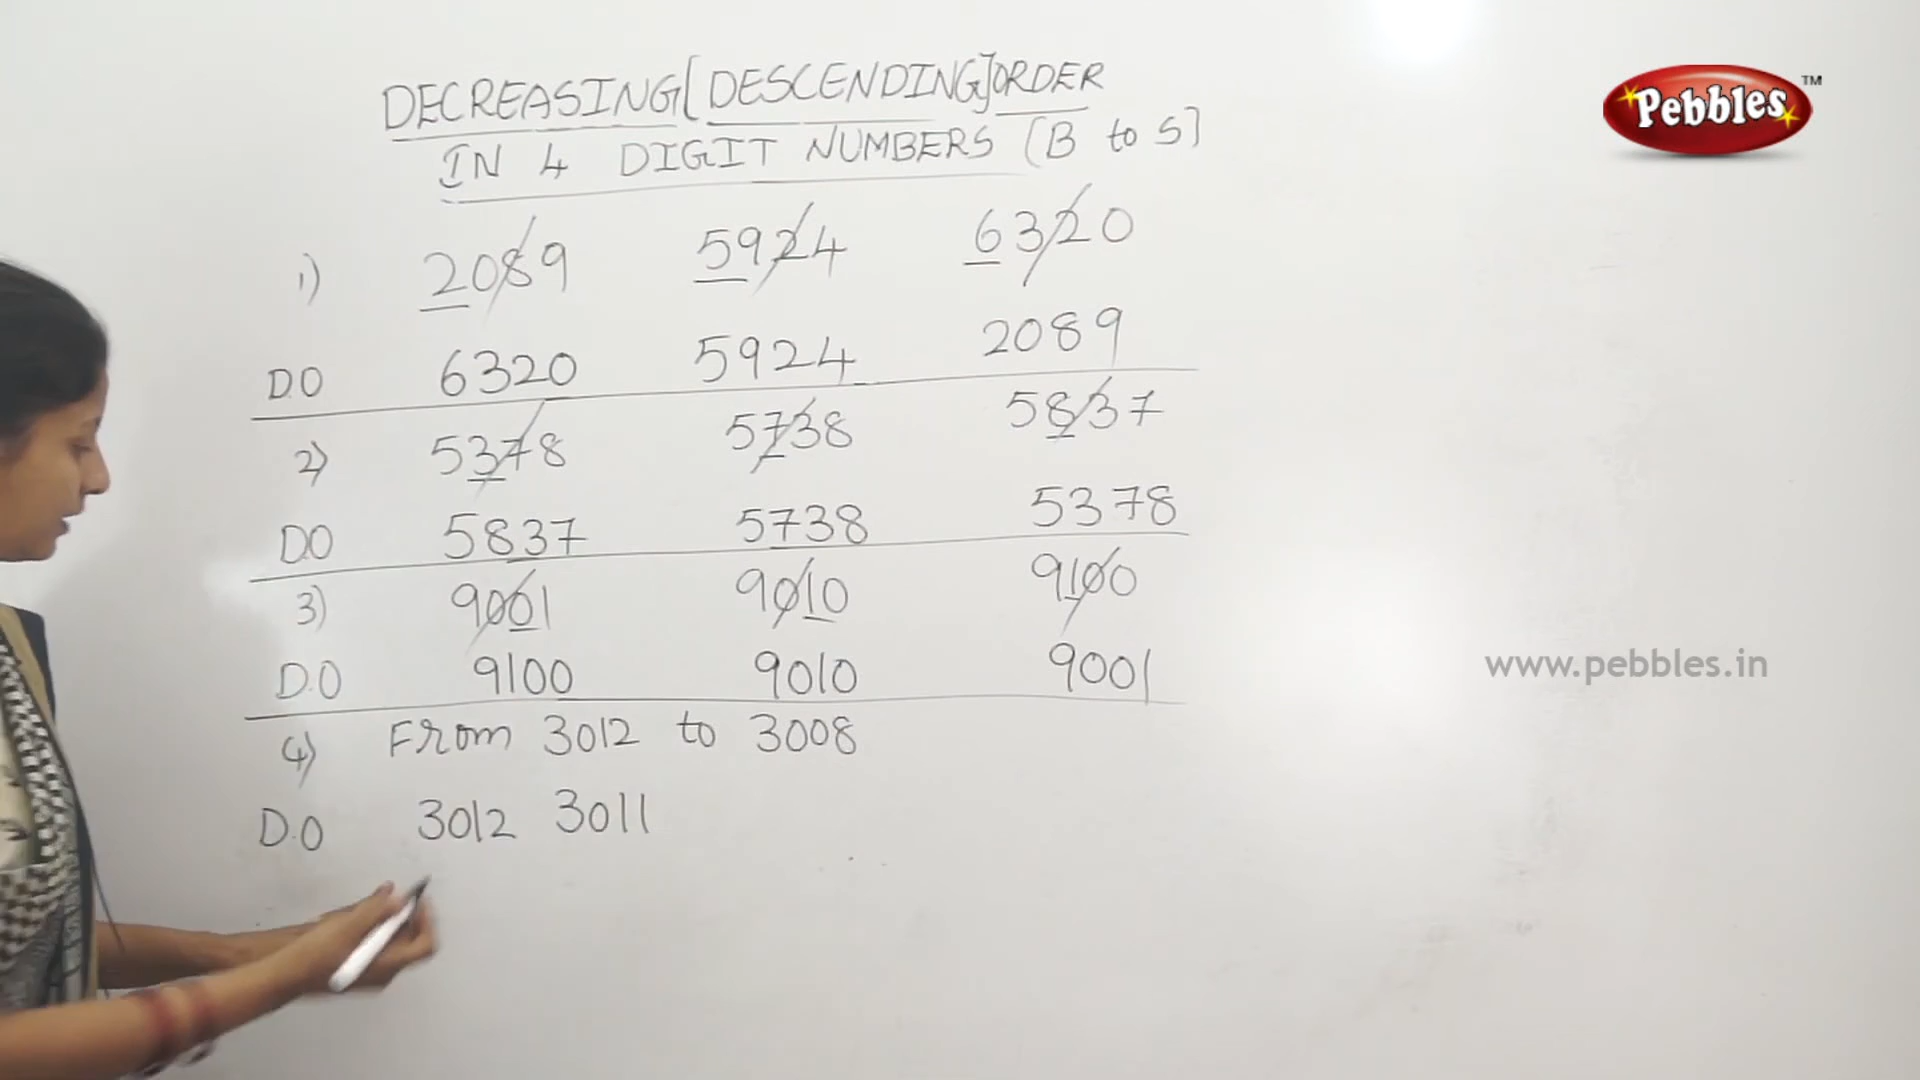 DECREASING[DESCENDING]ORDER
IN 4 DIGIT NUMBERS (B to S]
1) 2089 5924 6320
D.O 6320 5924 2089
2) 5378 5738 5837
D.O 5837 5738 5378
3) 9001 9010 9100
D.O 9100 9010 9001
4) From 3012 to 3008
D.O 3012 3011
Pebbles™
www.pebbles.in